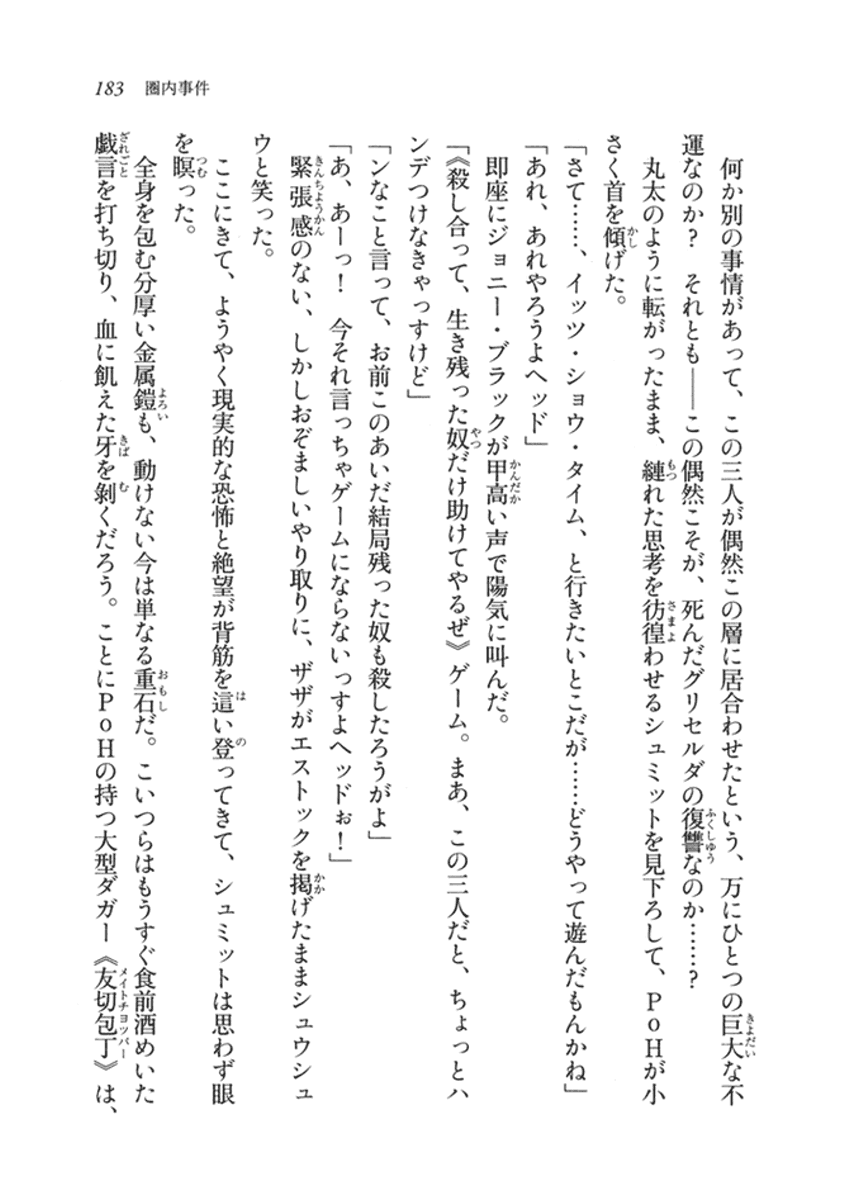 183 圏内事件
　何か別の事情があって、この三人が偶然この層に居合わせたという、万にひとつの巨大な不
運なのか？　それとも――この偶然こそが、死んだグリセルダの復讐なのか……？
　丸太のように転がったまま、縺れた思考を彷徨わせるシュミットを見下ろして、ＰｏＨが小
さく首を傾げた。
「さて……、イッツ・ショウ・タイム、と行きたいとこだが……どうやって遊んだもんかね」
「あれ、あれやろうよヘッド」
　即座にジョニー・ブラックが甲高い声で陽気に叫んだ。
「《殺し合って、生き残った奴だけ助けてやるぜ》ゲーム。まあ、この三人だと、ちょっとハ
ンデつけなきゃっすけど」
「ンなこと言って、お前このあいだ結局残った奴も殺したろうがよ」
「あ、あーっ！　今それ言っちゃゲームにならないっすよヘッドぉ！」
　緊張感のない、しかしおぞましいやり取りに、ザザがエストックを掲げたままシュウシュ
ウと笑った。
　ここにきて、ようやく現実的な恐怖と絶望が背筋を這い登ってきて、シュミットは思わず眼
を瞑った。
　全身を包む分厚い金属鎧も、動けない今は単なる重石だ。こいつらはもうすぐ食前酒めいた
戯言を打ち切り、血に飢えた牙を剝くだろう。ことにＰｏＨの持つ大型ダガー《友切包丁》は、